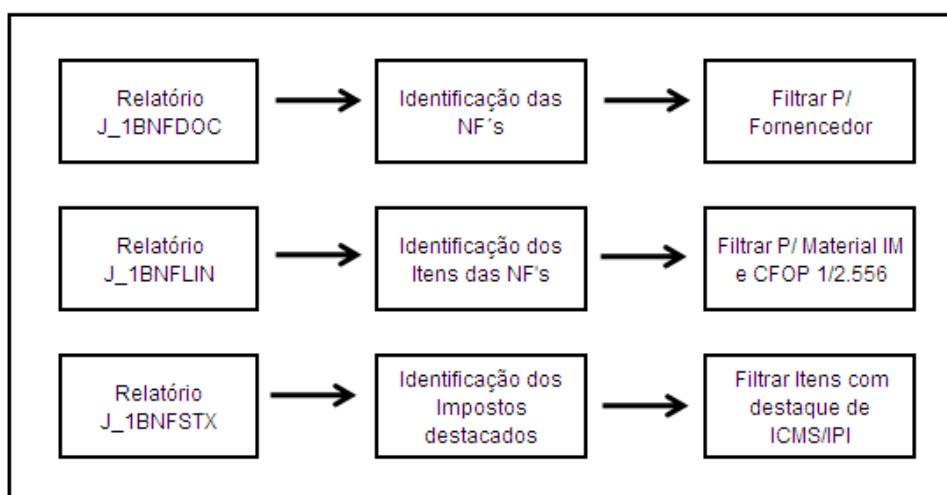 Relatório
J_1BNFDOC
Identificação das
NF´s
Filtrar P/
Fornencedor
Relatório
J_1BNFLIN
Identificação dos
Itens das NF's
Filtrar P/ Material IM
e CFOP 1/2.556
Relatório
J_1BNFSTX
Identificação dos
Impostos
destacados
Filtrar Itens com
destaque de
ICMS/IPI